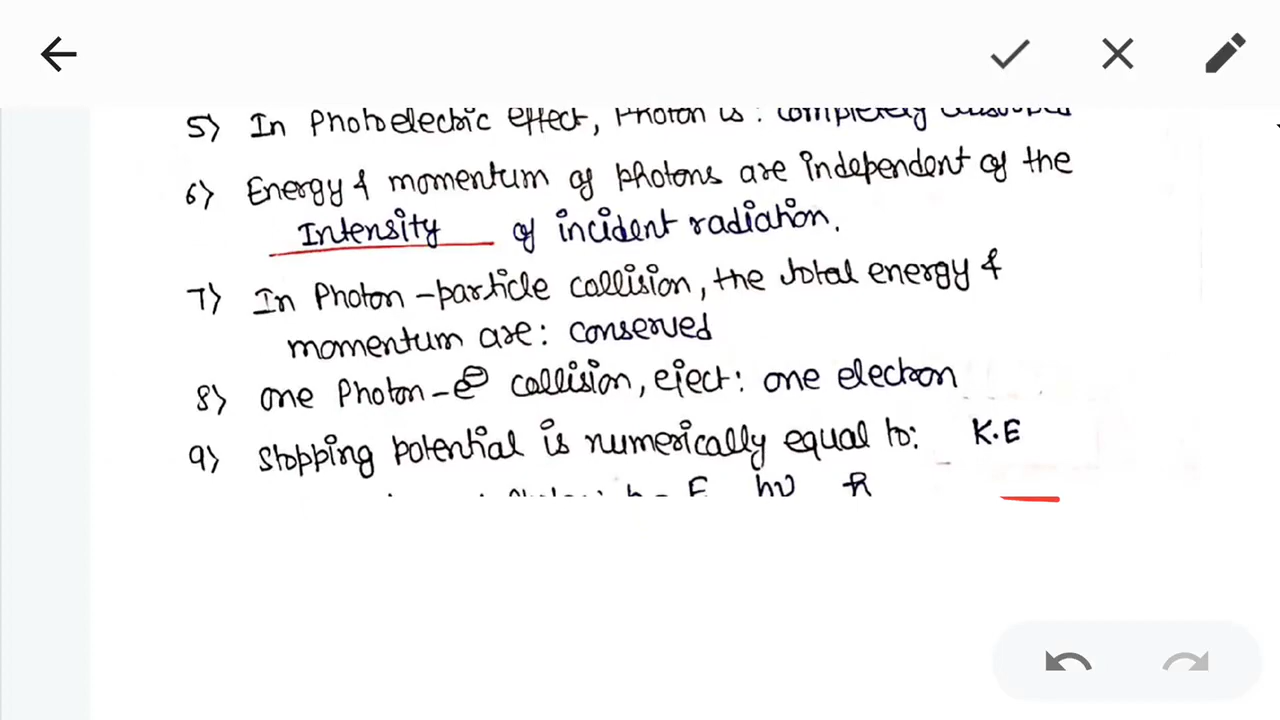 5) In Photoelectric effect, Photon is : completely
6) Energy & momentum of photons are independent of the
Intensity of incident radiation.
7) In Photon - particle collision, the total energy &
momentum are: conserved
8) one Photon - e⊖ collision, eject: one electron
9) Stopping potential is numerically equal to: K.E